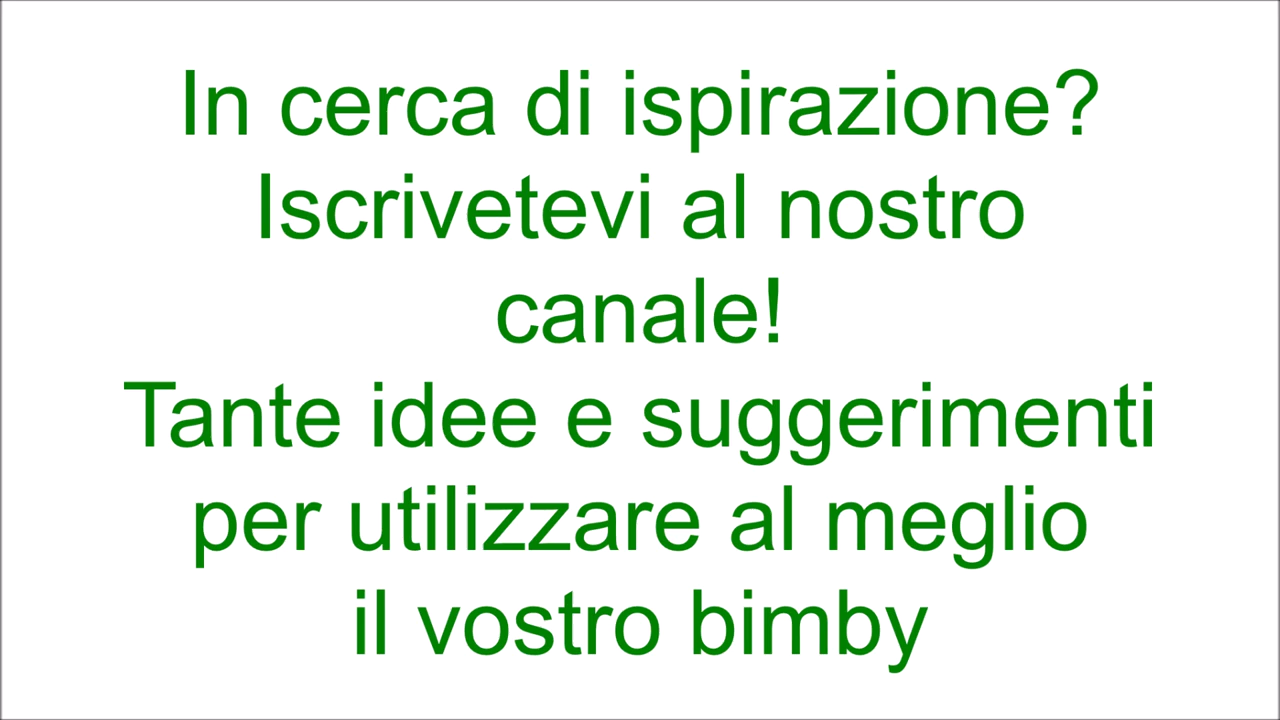 In cerca di ispirazione?
Iscrivetevi al nostro
canale!
Tante idee e suggerimenti
per utilizzare al meglio
il vostro bimby